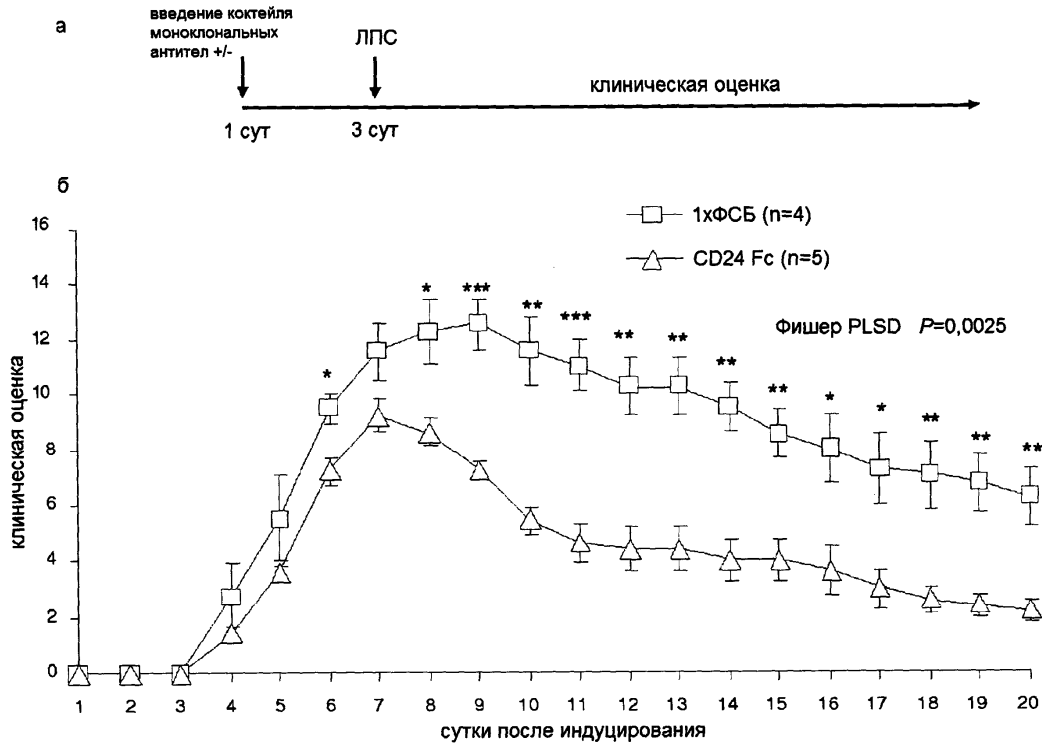 а
введение коктейля
моноклональных
антител +/-
ЛПС
клиническая оценка
1 сут
3 сут
б
1хФСБ (n=4)
CD24 Fc (n=5)
Фишер PLSD P=0,0025
* * *** ** *** ** ** ** ** * * ** ** **
клиническая оценка
16
14
12
10
8
6
4
2
0
1 2 3 4 5 6 7 8 9 10 11 12 13 14 15 16 17 18 19 20
сутки после индуцирования